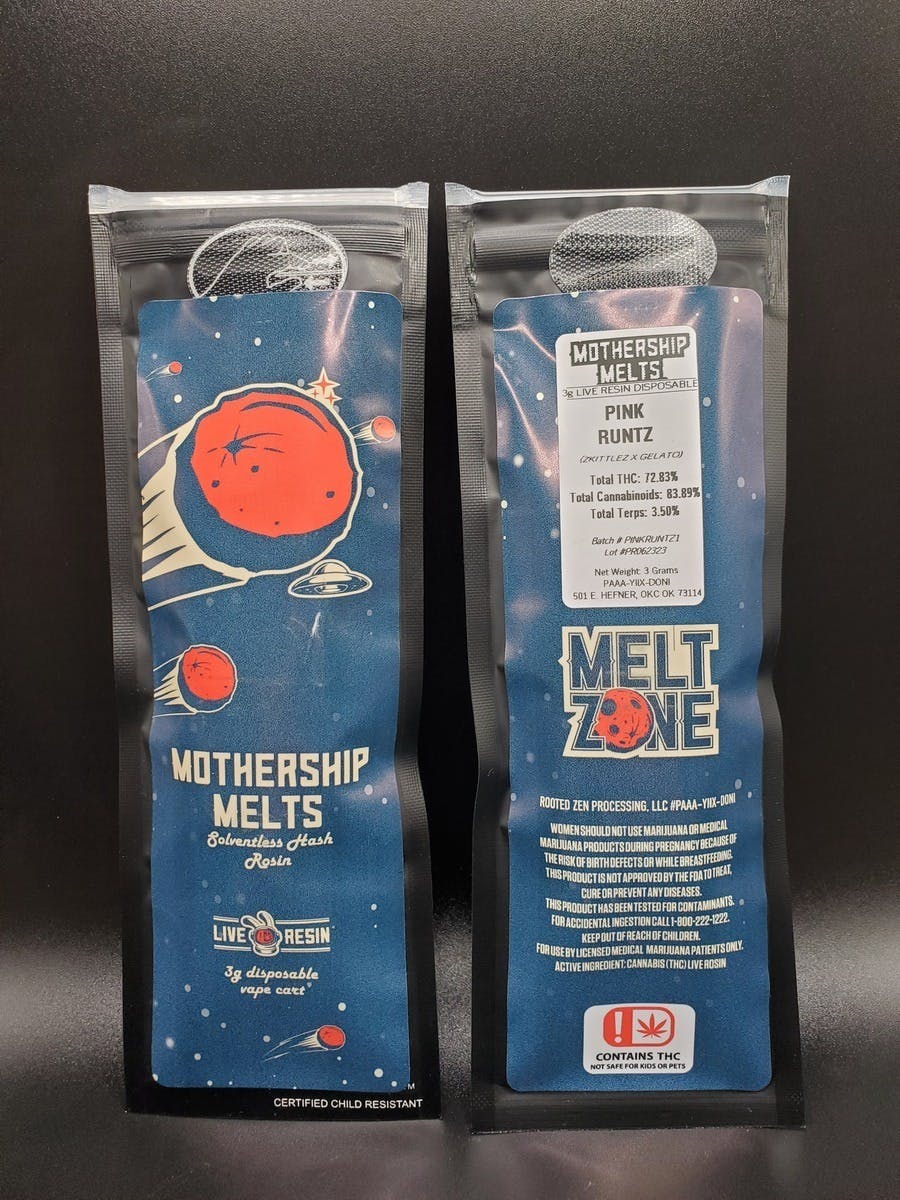 MOTHERSHIP
MELTS
Solventless Hash
Rosin
LIVE RESIN
3g disposable
vape cart
M
CERTIFIED CHILD RESISTANT
MOTHERSHIP
MELTS
3g LIVE RESIN DISPOSABLE
PINK
RUNTZ
(ZKITTLEZ X GELATO)
Total THC: 72.83%
Total Cannabinoids: 83.89%
Total Terps: 3.50%
Batch # PINKRUNTZ1
Lot #PR062323
Net Weight: 3 Grams
PAAA-YIIX-DONI
501 E. HEFNER, OKC OK 73114
MELT
ZONE
ROOTED ZEN PROCESSING, LLC #PAAA-YIIX-DONI
WOMEN SHOULD NOT USE MARIJUANA OR MEDICAL
MARIJUANA PRODUCTS DURING PREGNANCY BECAUSE OF
THE RISK OF BIRTH DEFECTS OR WHILE BREASTFEEDING.
THIS PRODUCT IS NOT APPROVED BY THE FDA TO TREAT,
CURE OR PREVENT ANY DISEASES.
THIS PRODUCT HAS BEEN TESTED FOR CONTAMINANTS.
FOR ACCIDENTAL INGESTION CALL 1-800-222-1222.
KEEP OUT OF REACH OF CHILDREN.
FOR USE BY LICENSED MEDICAL MARIJUANA PATIENTS ONLY.
ACTIVE INGREDIENT: CANNABIS (THC) LIVE ROSIN
!
CONTAINS THC
NOT SAFE FOR KIDS OR PETS